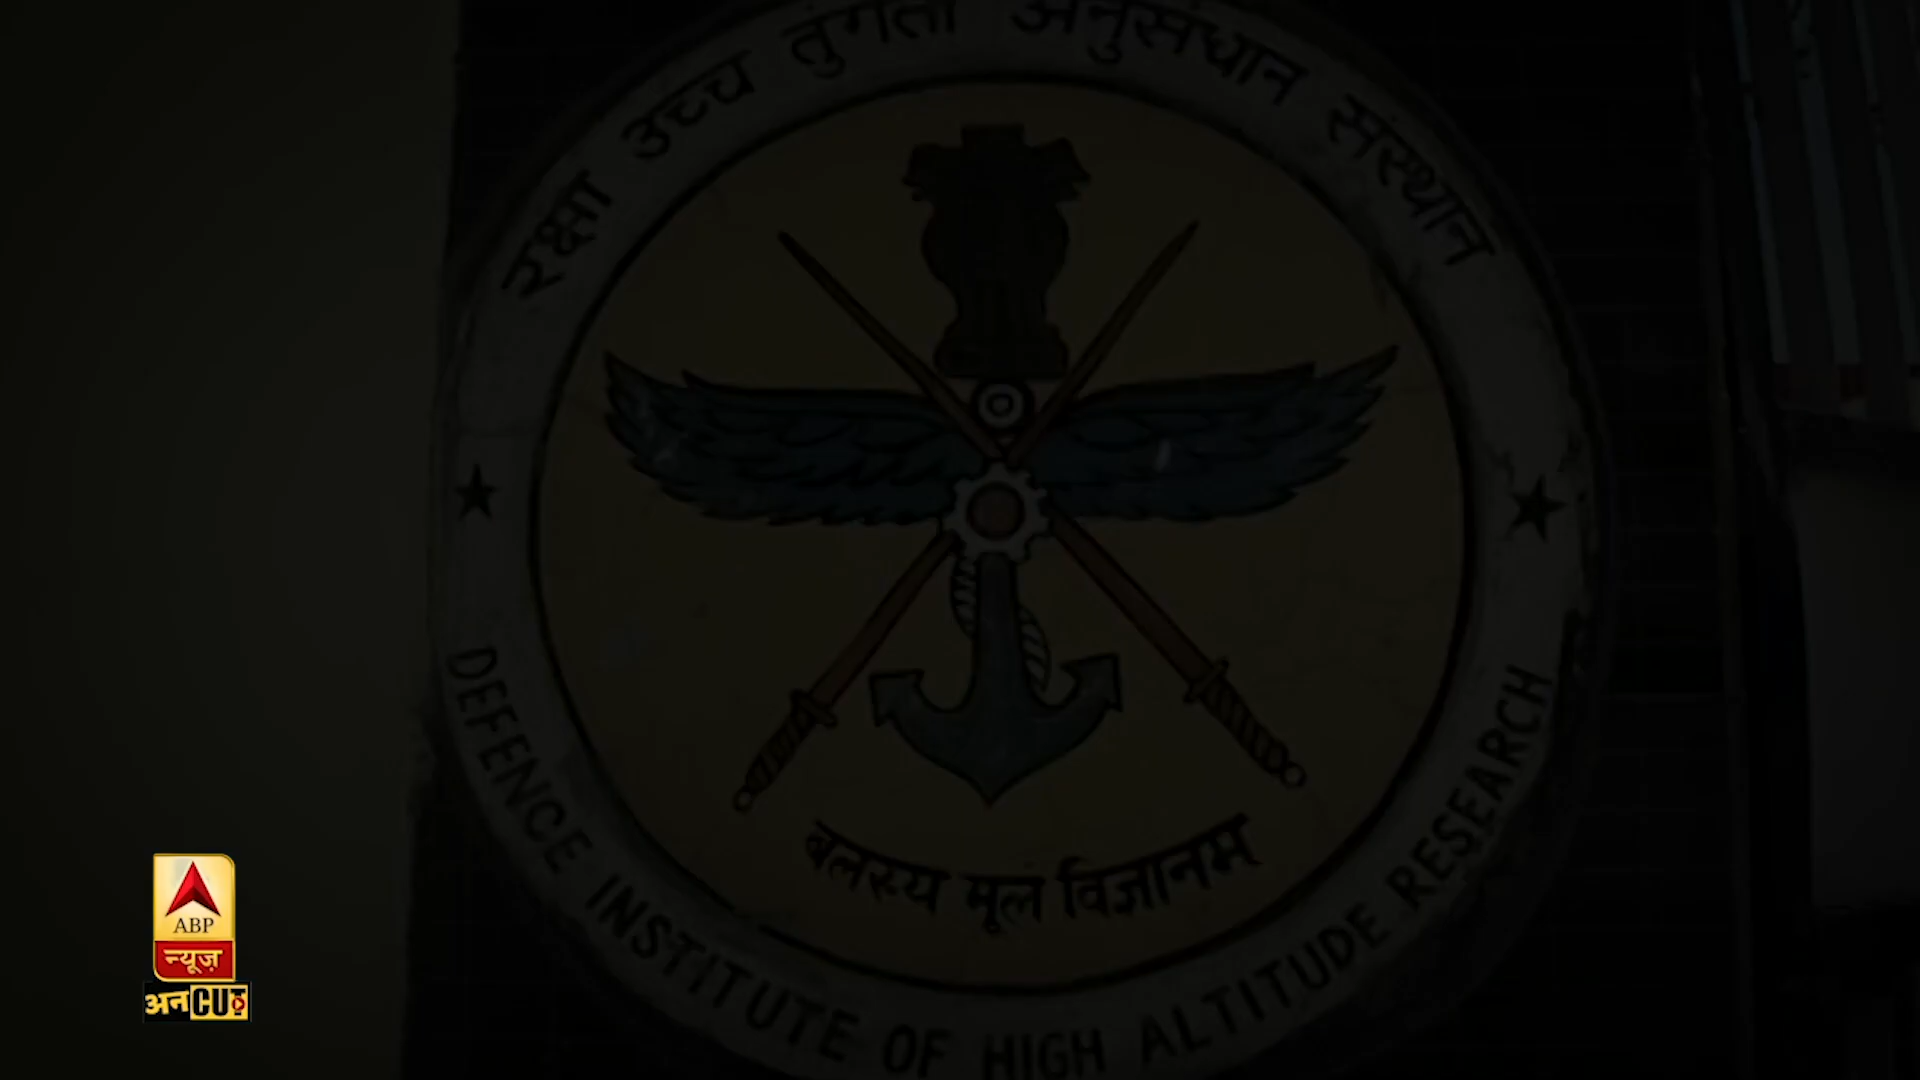 रक्षा उच्च तुंगता अनुसंधान संस्थान
बलस्य मूलं विज्ञानम
DEFENCE INSTITUTE OF HIGH ALTITUDE RESEARCH
ABP
न्यूज़
अनCUT